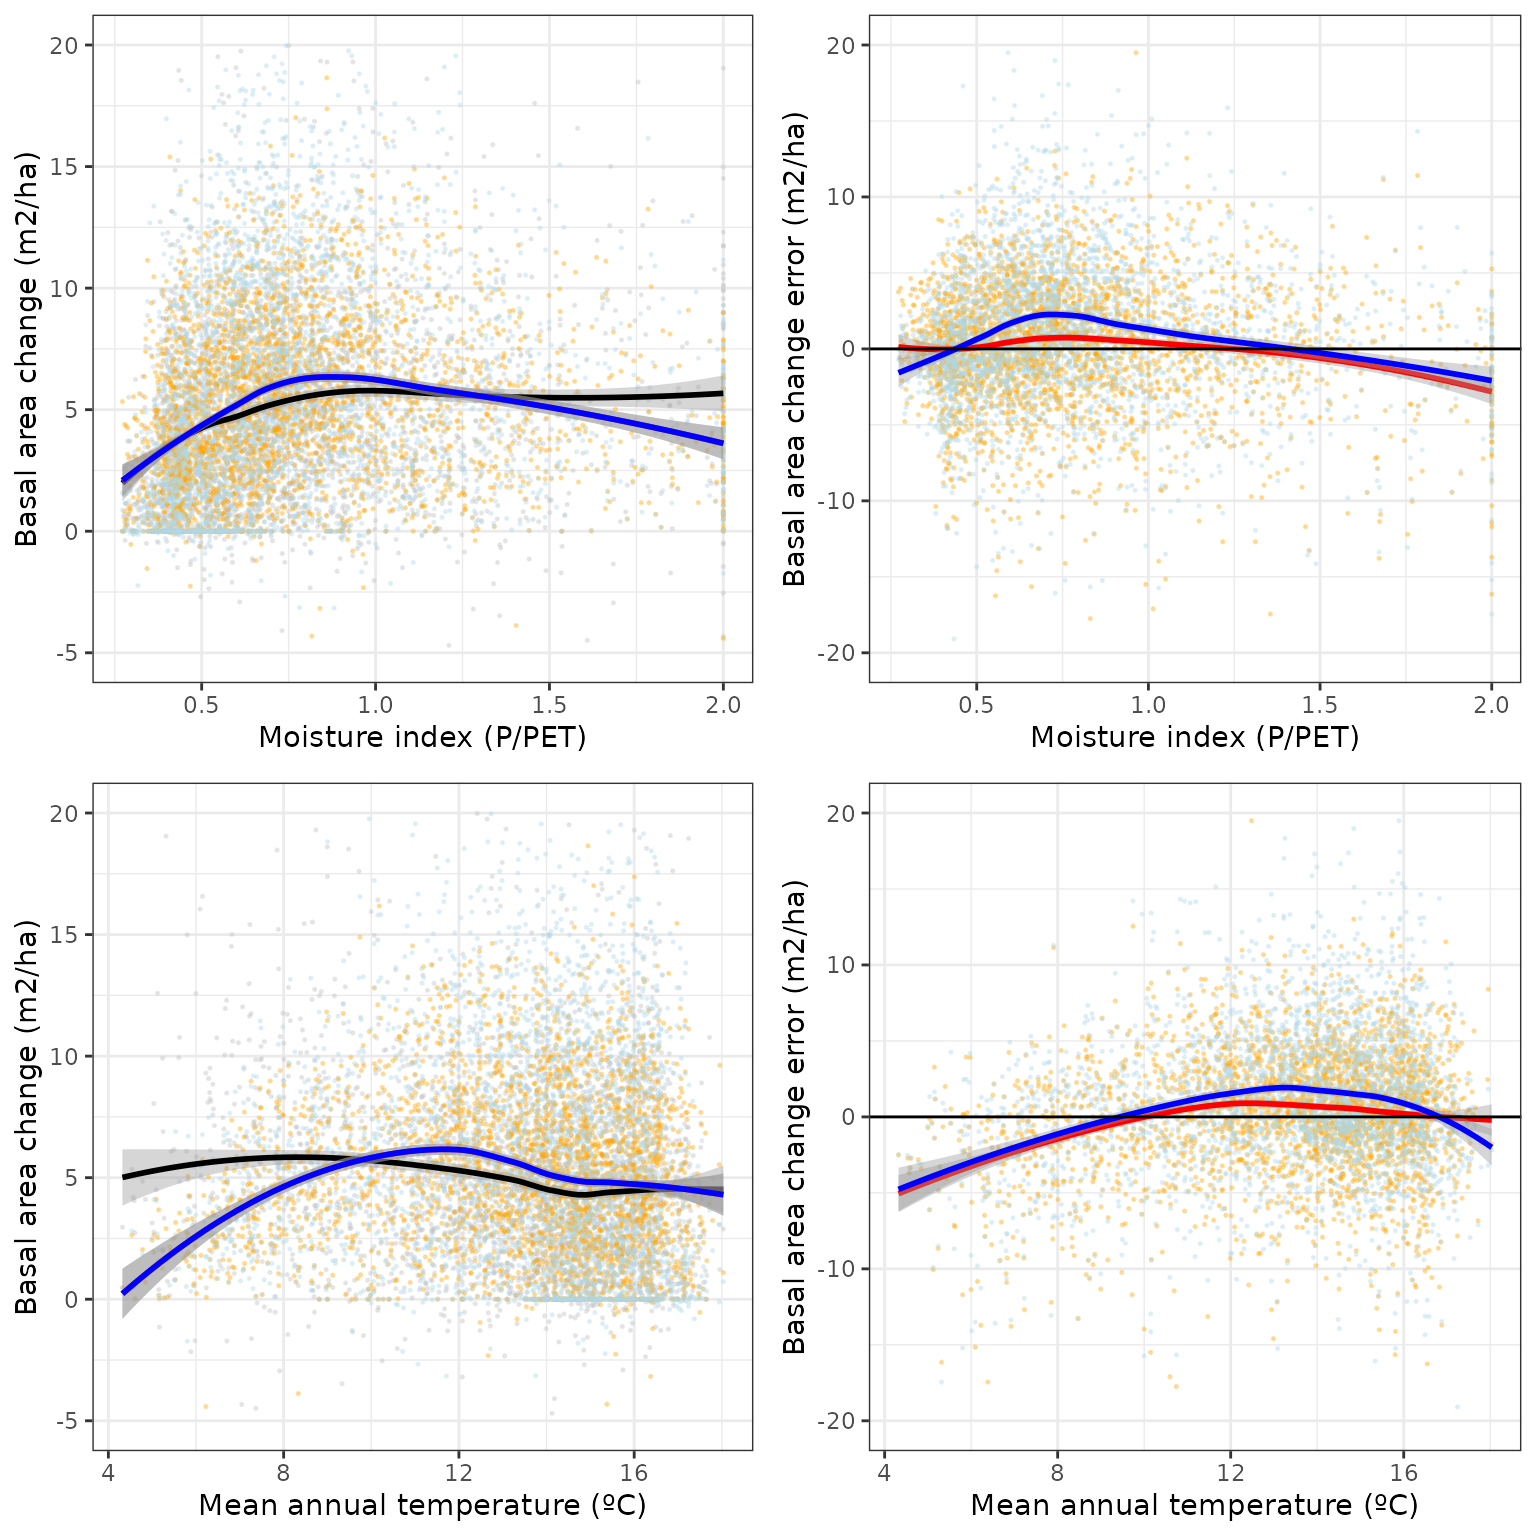 Basal area change (m2/ha)
20
15
10
5
0
-5
0.5 1.0 1.5 2.0
Moisture index (P/PET)
Basal area change error (m2/ha)
20
10
0
-10
-20
0.5 1.0 1.5 2.0
Moisture index (P/PET)
Basal area change (m2/ha)
20
15
10
5
0
-5
4 8 12 16
Mean annual temperature (ºC)
Basal area change error (m2/ha)
20
10
0
-10
-20
4 8 12 16
Mean annual temperature (ºC)